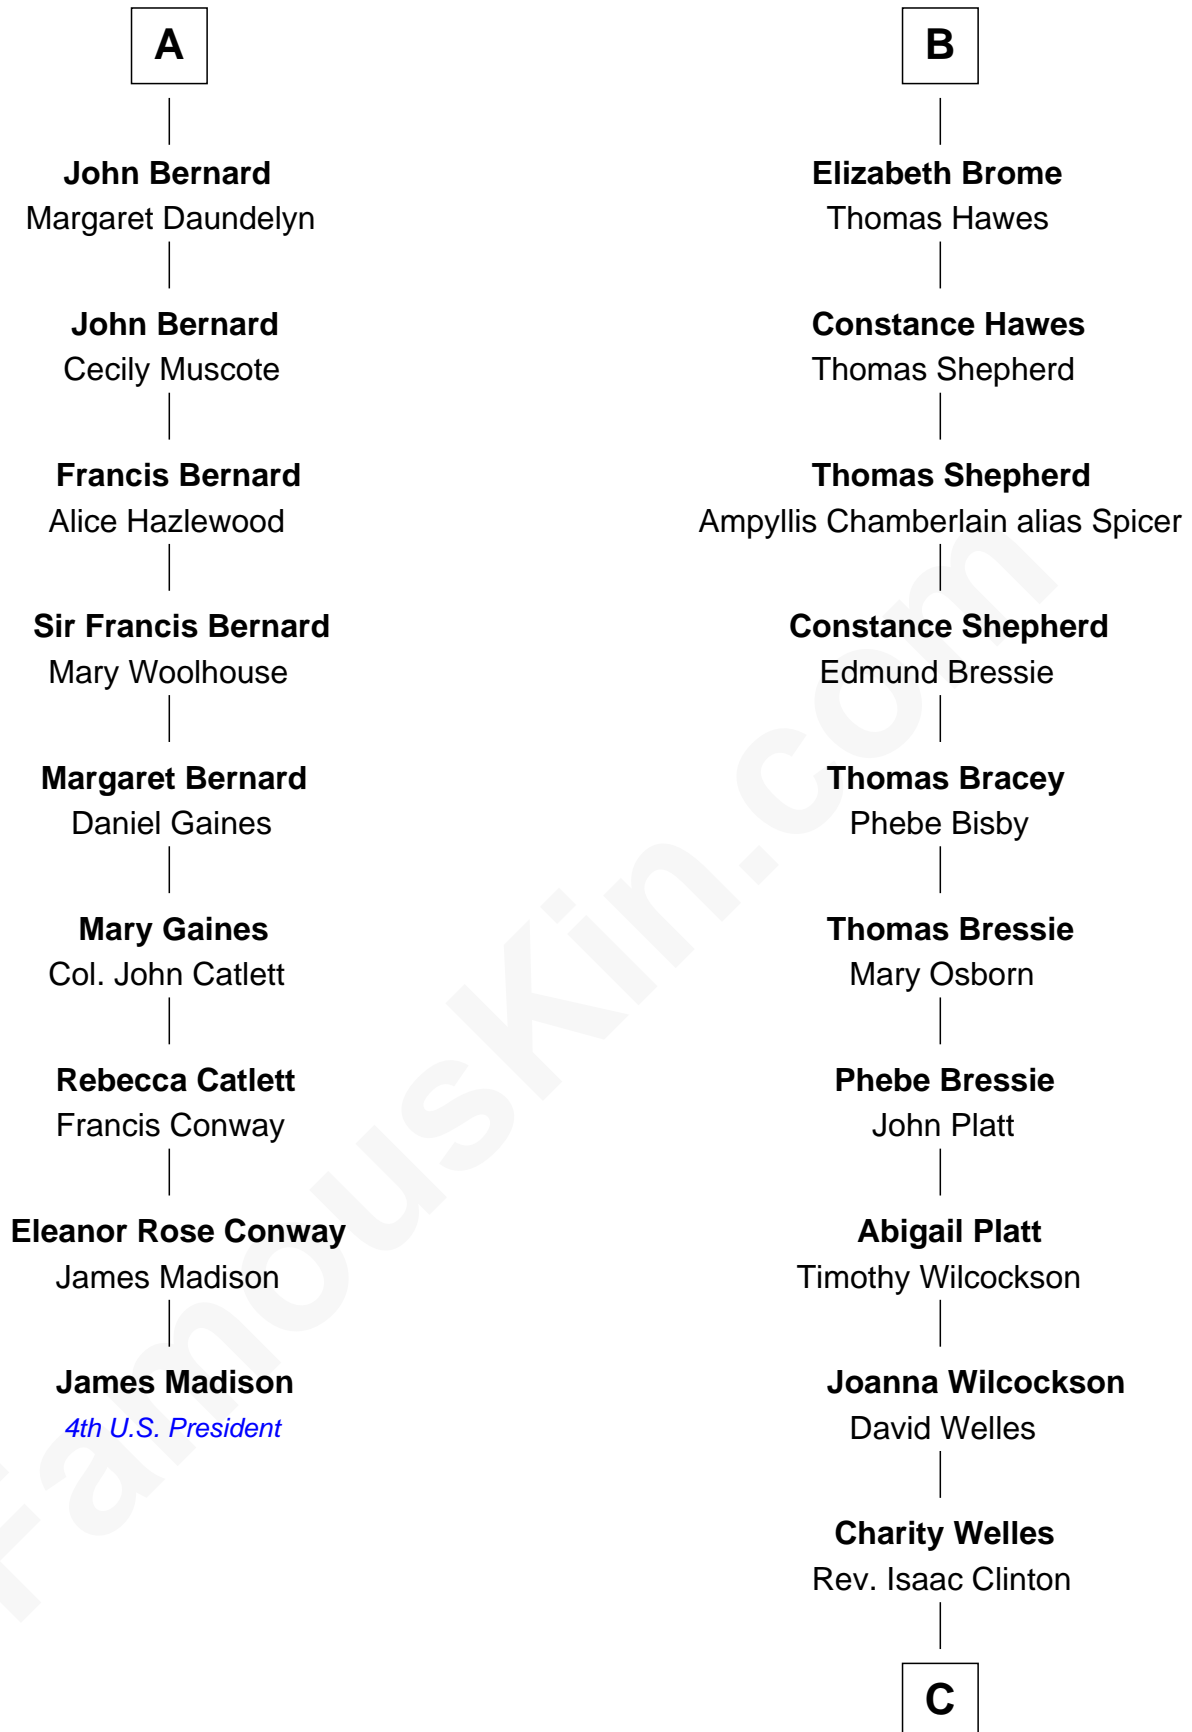 A
John Bernard
Margaret Daundelyn
John Bernard
Cecily Muscote
Francis Bernard
Alice Hazlewood
Sir Francis Bernard
Mary Woolhouse
Margaret Bernard
Daniel Gaines
Mary Gaines
Col. John Catlett
Rebecca Catlett
Francis Conway
Eleanor Rose Conway
James Madison
James Madison
4th U.S. President
B
Elizabeth Brome
Thomas Hawes
Constance Hawes
Thomas Shepherd
Thomas Shepherd
Ampyllis Chamberlain alias Spicer
Constance Shepherd
Edmund Bressie
Thomas Bracey
Phebe Bisby
Thomas Bressie
Mary Osborn
Phebe Bressie
John Platt
Abigail Platt
Timothy Wilcockson
Joanna Wilcockson
David Welles
Charity Welles
Rev. Isaac Clinton
C
FamousKin.com